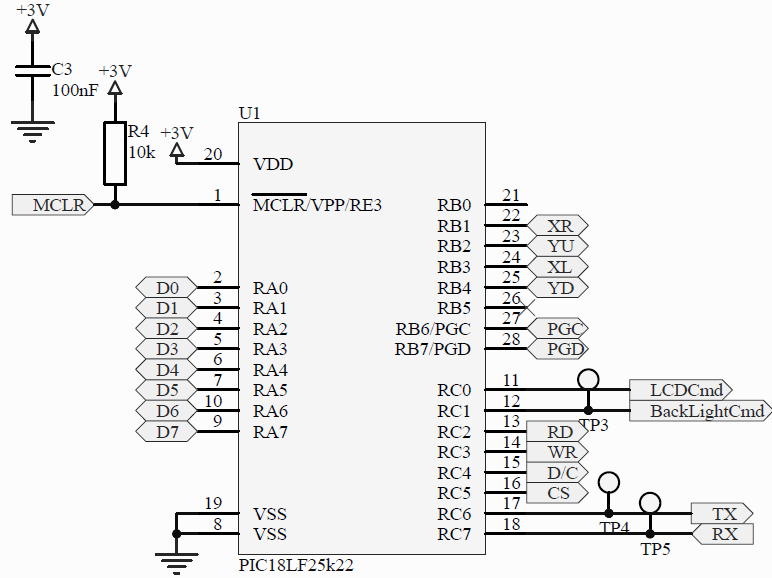 +3V
C3
+3V
100nF
U1
R4
+3V
10k
20
VDD
MCLR
1
MCLR/VPP/RE3
RB0
21
RB1
22
XR
RB2
23
YU
RB3
24
XL
D0
2
RA0
RB4
25
YD
D1
3
RA1
RB5
26
D2
4
RA2
RB6/PGC
27
PGC
D3
5
RA3
RB7/PGD
28
PGD
D4
6
RA4
D5
7
RA5
RC0
11
LCDCmd
D6
10
RA6
RC1
12
BackLightCmd
TP3
D7
9
RA7
RC2
13
RD
RC3
14
WR
RC4
15
D/C
RC5
16
CS
19
VSS
RC6
17
TX
TP4
8
VSS
RC7
18
RX
TP5
PIC18LF25k22